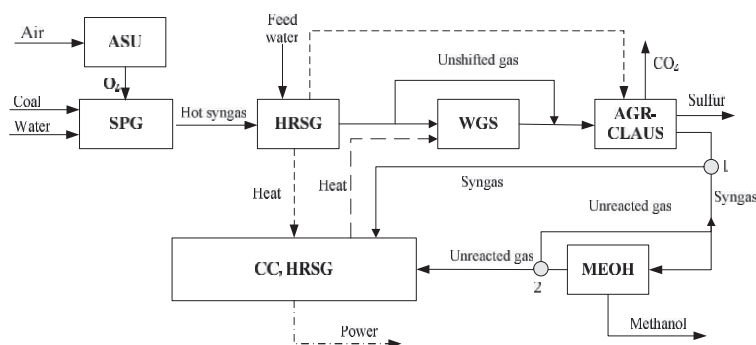 Air
ASU
Feed
water
O₂
Unshifted gas
CO₂
Coal
Water
SPG
Hot syngas
HRSG
WGS
AGR-
CLAUS
Sulfur
1
Heat
Heat
Syngas
Syngas
Unreacted gas
CC, HRSG
Unreacted gas
2
MEOH
Power
Methanol